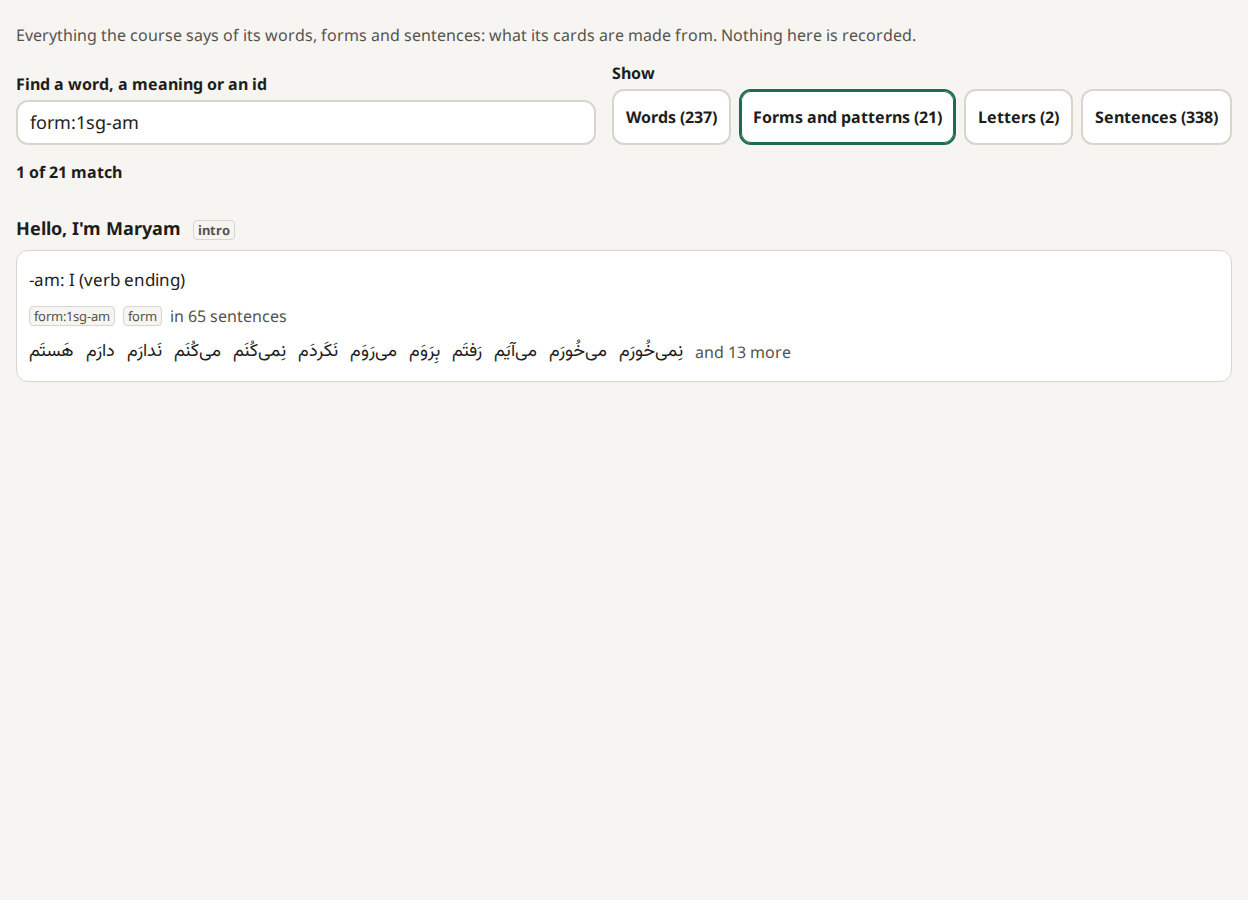 Everything the course says of its words, forms and sentences: what its cards are made from. Nothing here is recorded.
Find a word, a meaning or an id
Show
form:1sg-am
Words (237) Forms and patterns (21) Letters (2) Sentences (338)
1 of 21 match
Hello, I'm Maryam intro
-am: I (verb ending)
form:1sg-am form in 65 sentences
هَستَم دارَم نَدارَم می‌کُنَم نِمی‌کُنَم نَکَردَم می‌رَوَم بِرَوَم رَفتَم می‌آیَم می‌خُورَم نِمی‌خُورَم and 13 more